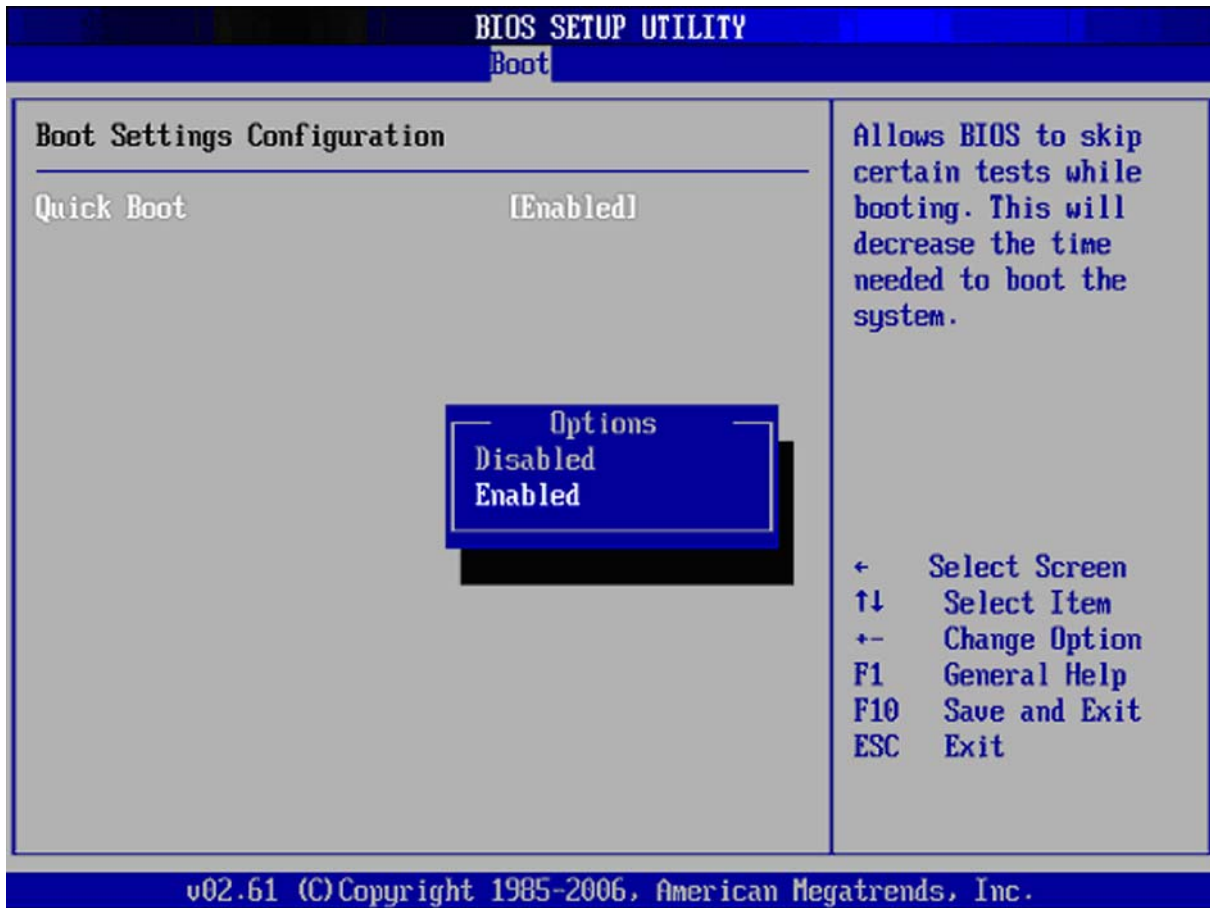 BIOS SETUP UTILITY
Boot
Boot Settings Configuration
Quick Boot [Enabled]
Allows BIOS to skip
certain tests while
booting. This will
decrease the time
needed to boot the
system.
Options
Disabled
Enabled
← Select Screen
↑↓ Select Item
+- Change Option
F1 General Help
F10 Save and Exit
ESC Exit
v02.61 (C)Copyright 1985-2006, American Megatrends, Inc.